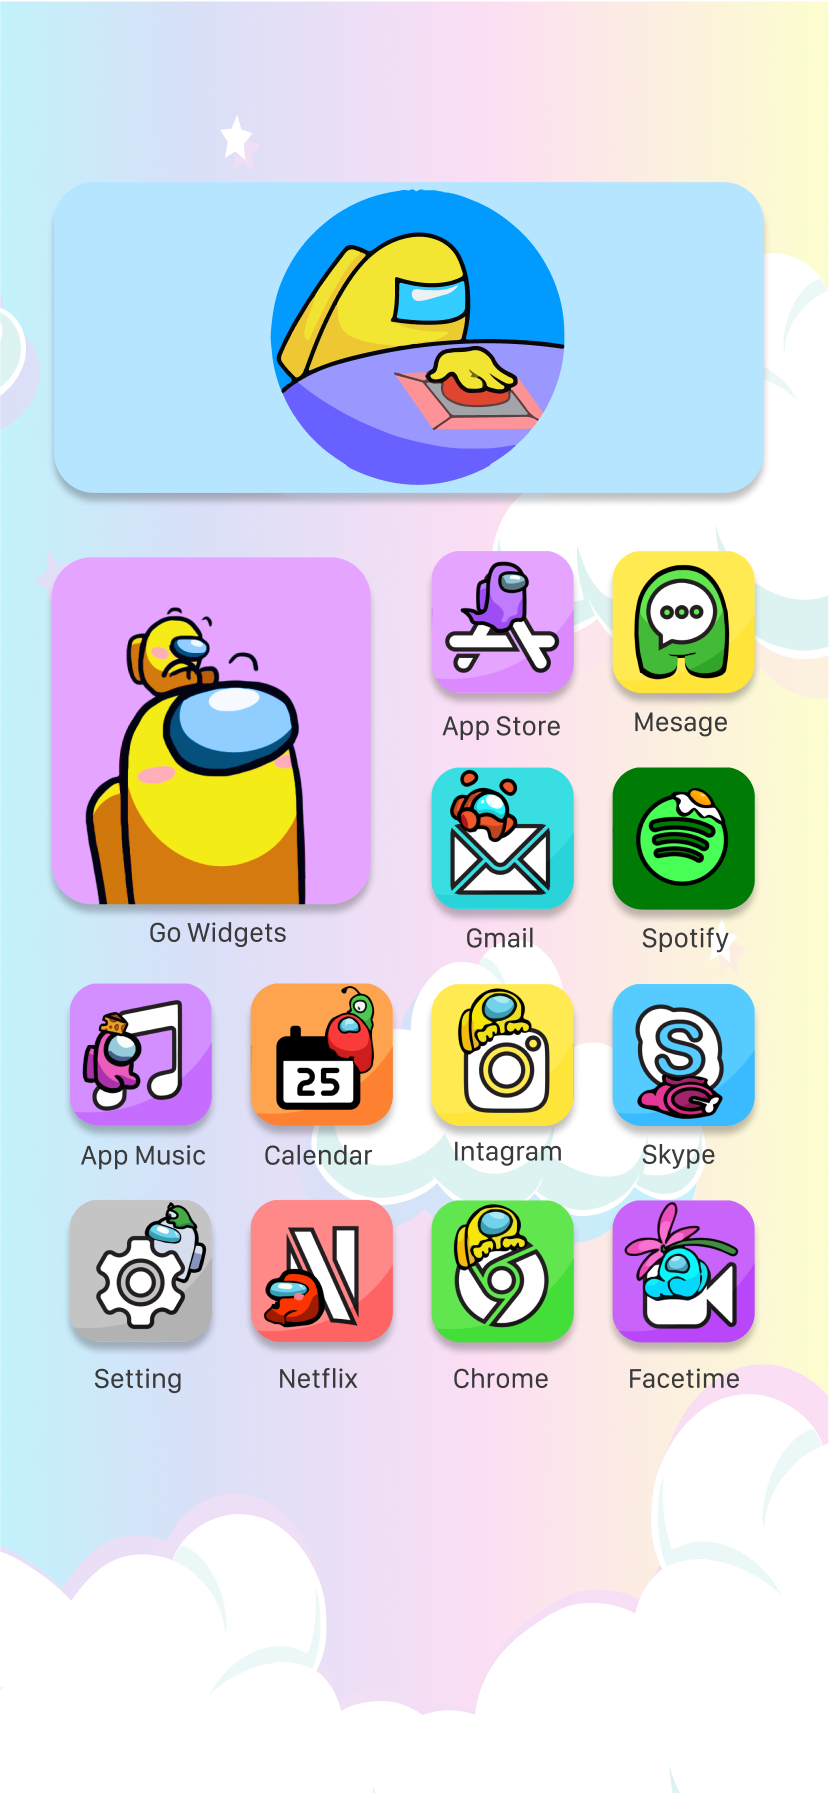 App Store
Mesage
Go Widgets
Gmail
Spotify
25
S
App Music
Calendar
Intagram
Skype
N
Setting
Netflix
Chrome
Facetime